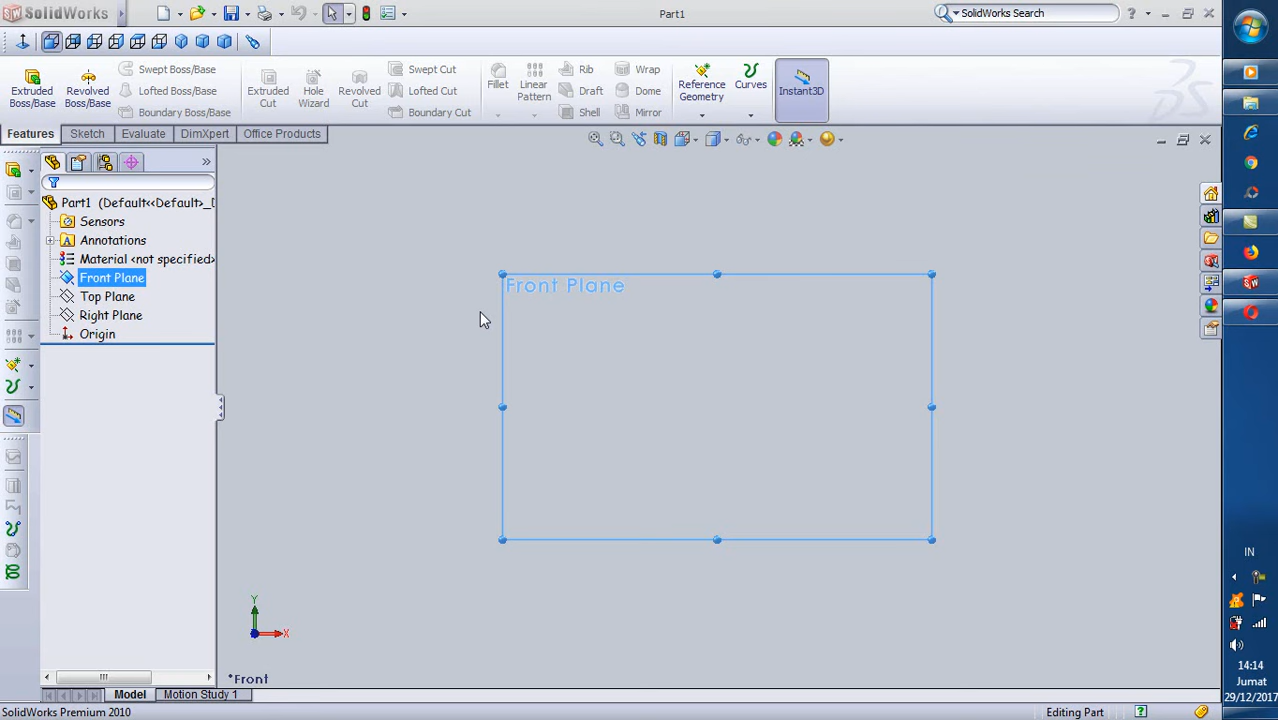 SolidWorks
Part1
SolidWorks Search
Extruded Boss/Base
Revolved Boss/Base
Swept Boss/Base
Lofted Boss/Base
Boundary Boss/Base
Extruded Cut
Hole Wizard
Revolved Cut
Swept Cut
Lofted Cut
Boundary Cut
Fillet
Linear Pattern
Rib
Draft
Shell
Wrap
Dome
Mirror
Reference Geometry
Curves
Instant3D
Features
Sketch
Evaluate
DimXpert
Office Products
Part1 (Default<<Default>_
Sensors
Annotations
Material <not specified>
Front Plane
Top Plane
Right Plane
Origin
Front Plane
Y
X
*Front
Model
Motion Study 1
SolidWorks Premium 2010
Editing Part
IN
14:14
Jumat
29/12/2017